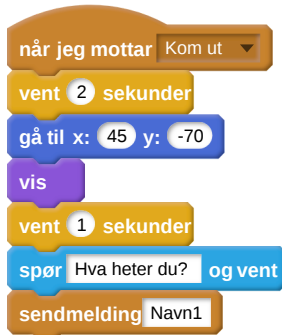 når jeg mottar Kom ut
vent 2 sekunder
gå til x: 45 y: -70
vis
vent 1 sekunder
spør Hva heter du? og vent
sendmelding Navn1